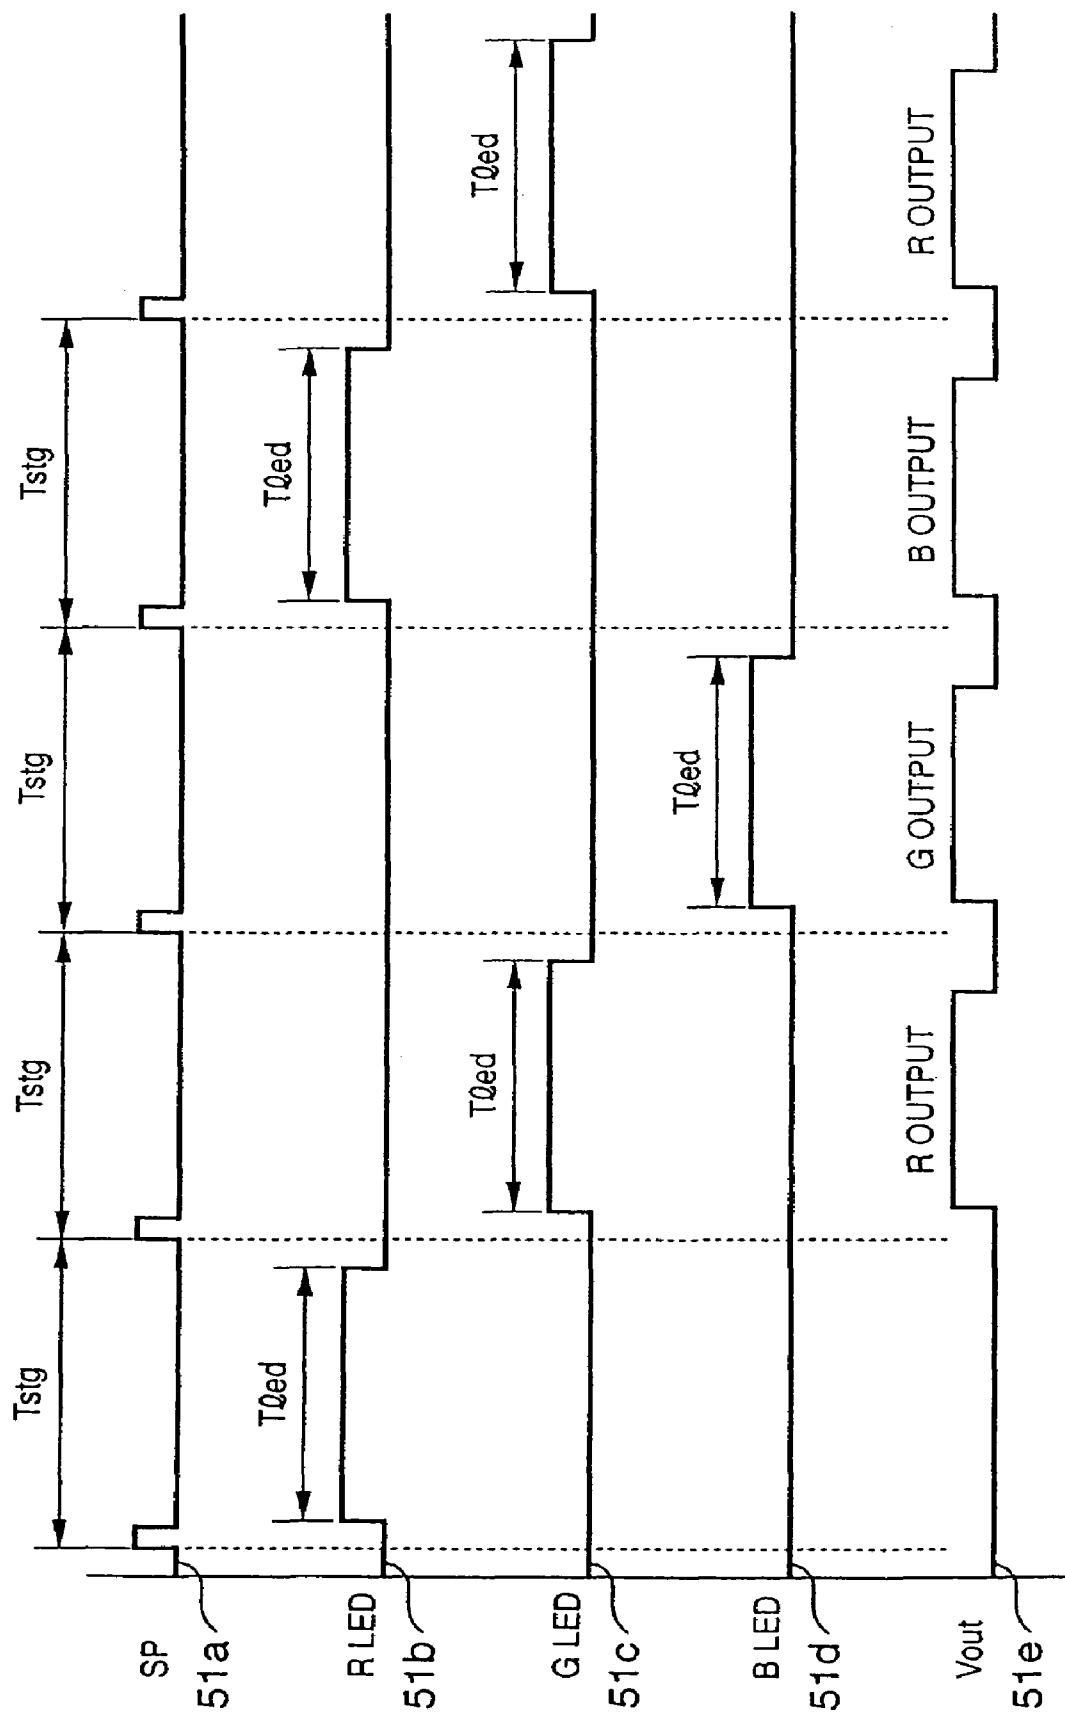 SP
51a
Tstg
Tstg
Tstg
Tstg
R LED
51b
Tℓed
Tℓed
G LED
51c
Tℓed
Tℓed
B LED
51d
Tℓed
Vout
51e
R OUTPUT
G OUTPUT
B OUTPUT
R OUTPUT